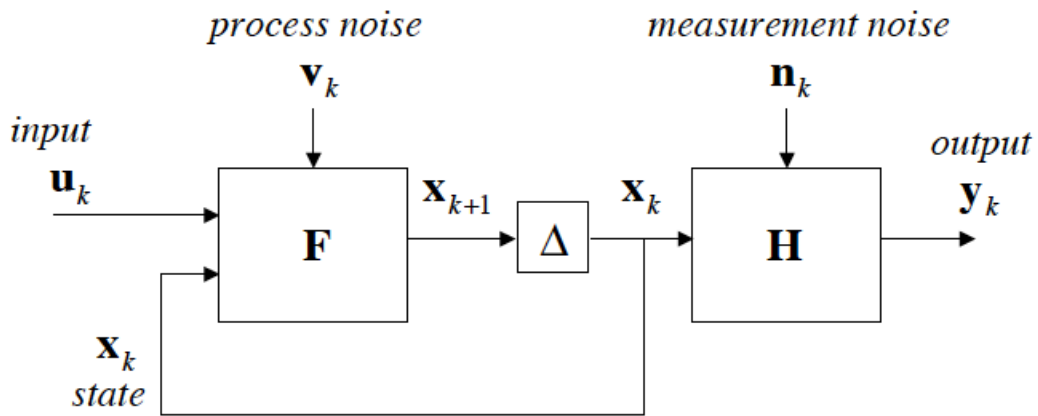 process noise
measurement noise
v_k
n_k
input
output
u_k
x_{k+1}
x_k
y_k
F
Δ
H
x_k
state